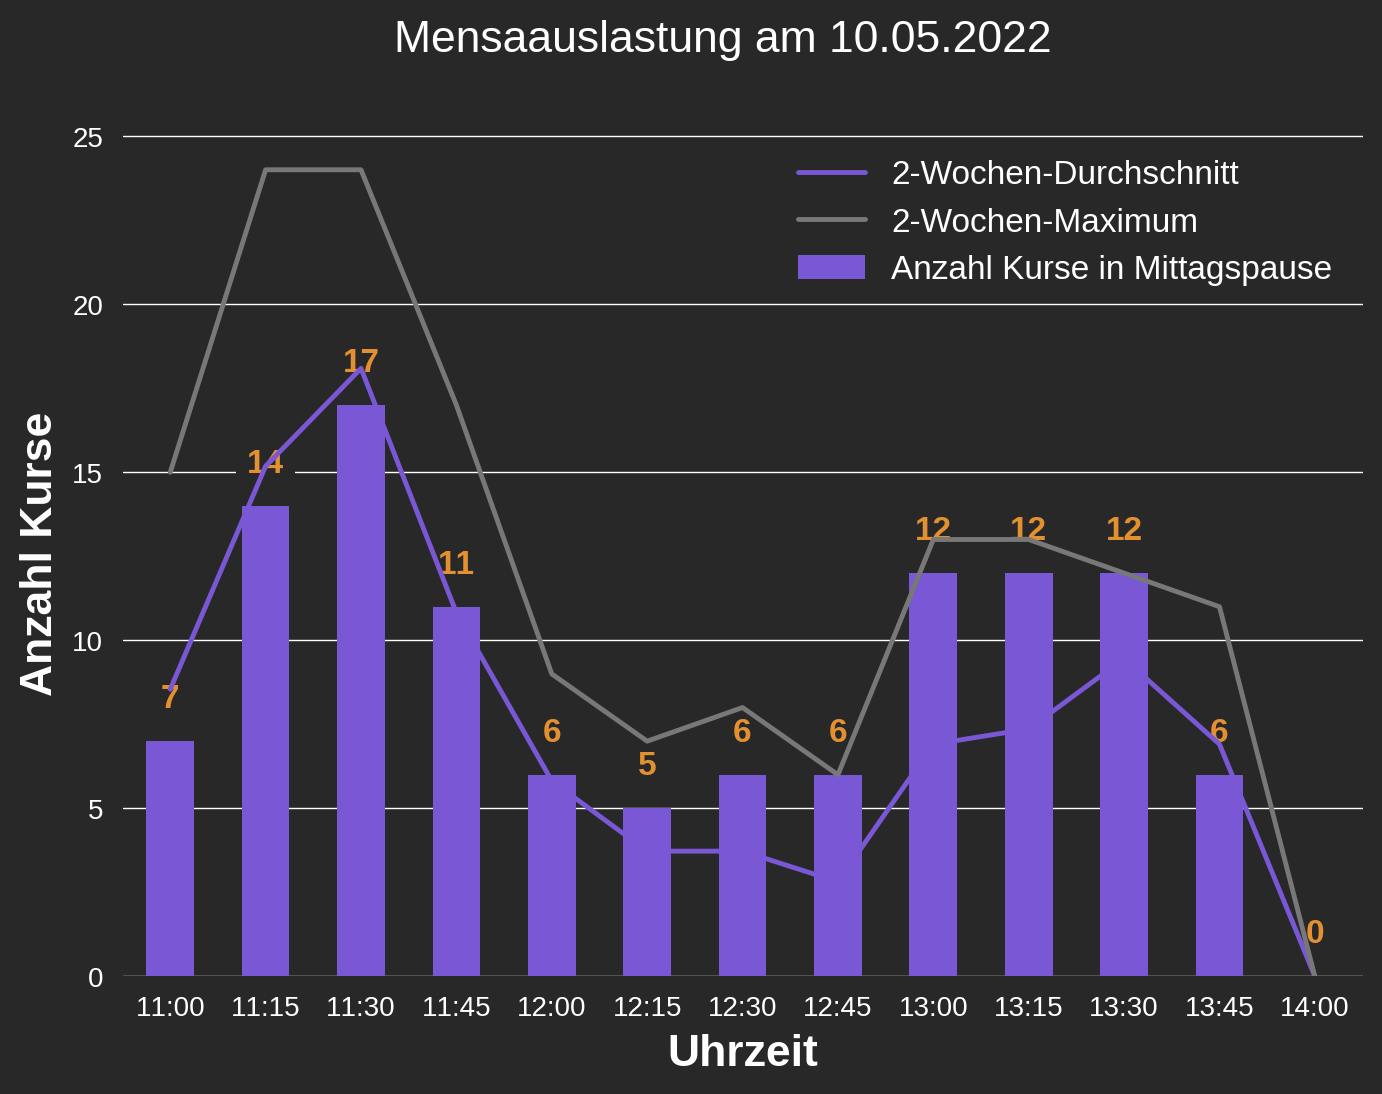 Mensaauslastung am 10.05.2022
25
2-Wochen-Durchschnitt
2-Wochen-Maximum
Anzahl Kurse in Mittagspause
20
17
14
15
12 12 12
11
10
7
6 6 6 6
5
5
0
0
Anzahl Kurse
11:00 11:15 11:30 11:45 12:00 12:15 12:30 12:45 13:00 13:15 13:30 13:45 14:00
Uhrzeit